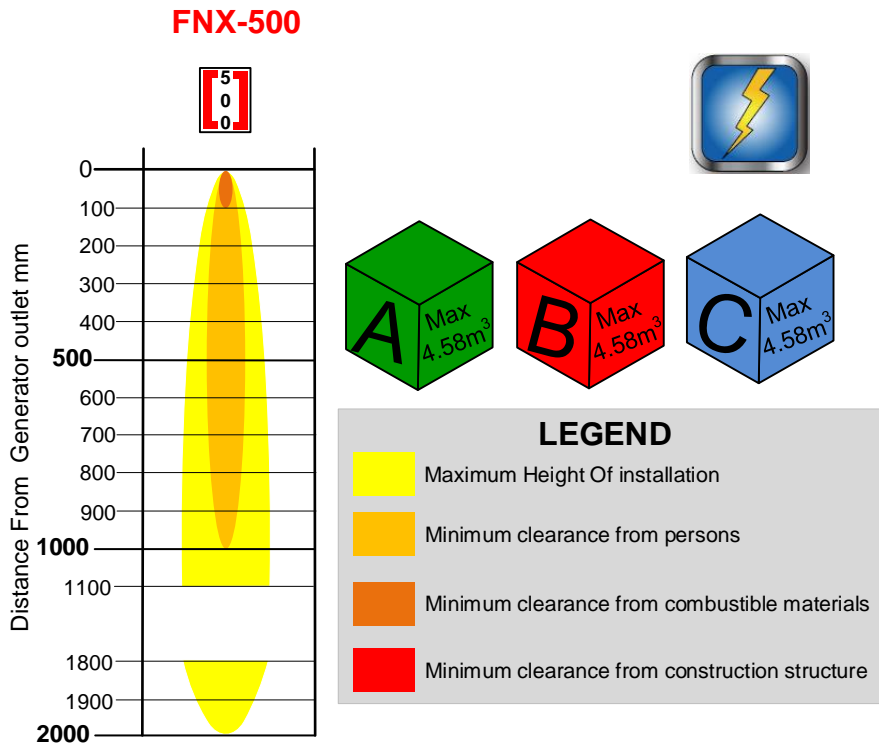 FNX-500
5
0
0
Distance From Generator outlet mm
0
100
200
300
400
500
600
700
800
900
1000
1100
1800
1900
2000
A
Max
4.58m³
B
Max
4.58m³
C
Max
4.58m³
LEGEND
Maximum Height Of installation
Minimum clearance from persons
Minimum clearance from combustible materials
Minimum clearance from construction structure